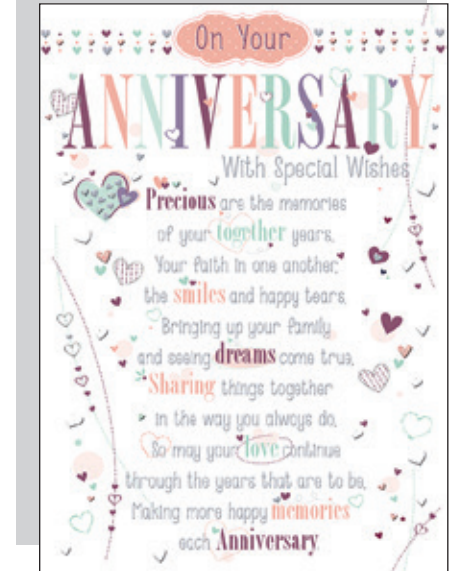 On Your
ANNIVERSARY
With Special Wishes
Precious are the memories
of your together years,
Your faith in one another,
the smiles and happy tears,
Bringing up your family
and seeing dreams come true,
Sharing things together
in the way you always do,
So may your love continue
through the years that are to be,
Making more happy memories
each Anniversary.